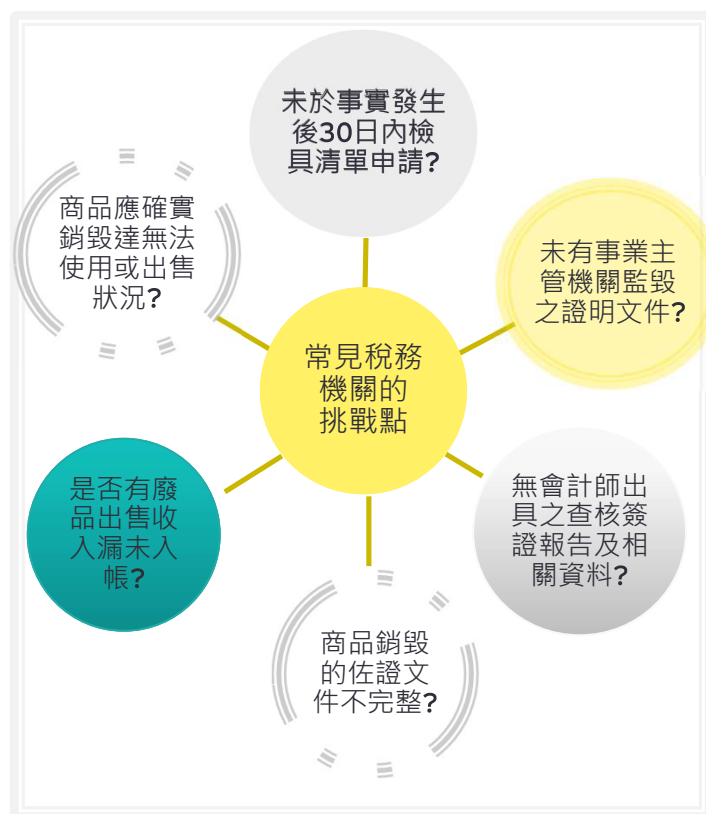 未於事實發生
後30日內檢
具清單申請?
商品應確實
銷毀達無法
使用或出售
狀況?
未有事業主
管機關監毀
之證明文件?
常見稅務
機關的
挑戰點
是否有廢
品出售收
入漏未入
帳?
無會計師出
具之查核簽
證報告及相
關資料?
商品銷毀
的佐證文
件不完整?